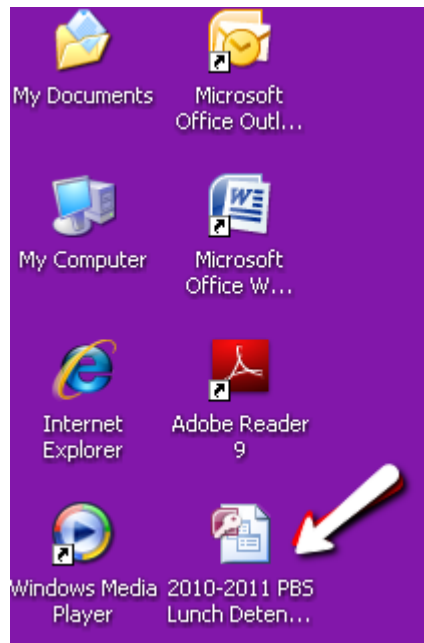 My Documents
Microsoft
Office Outl...
My Computer
Microsoft
Office W...
Internet
Explorer
Adobe Reader
9
Windows Media
Player
2010-2011 PBS
Lunch Deten...